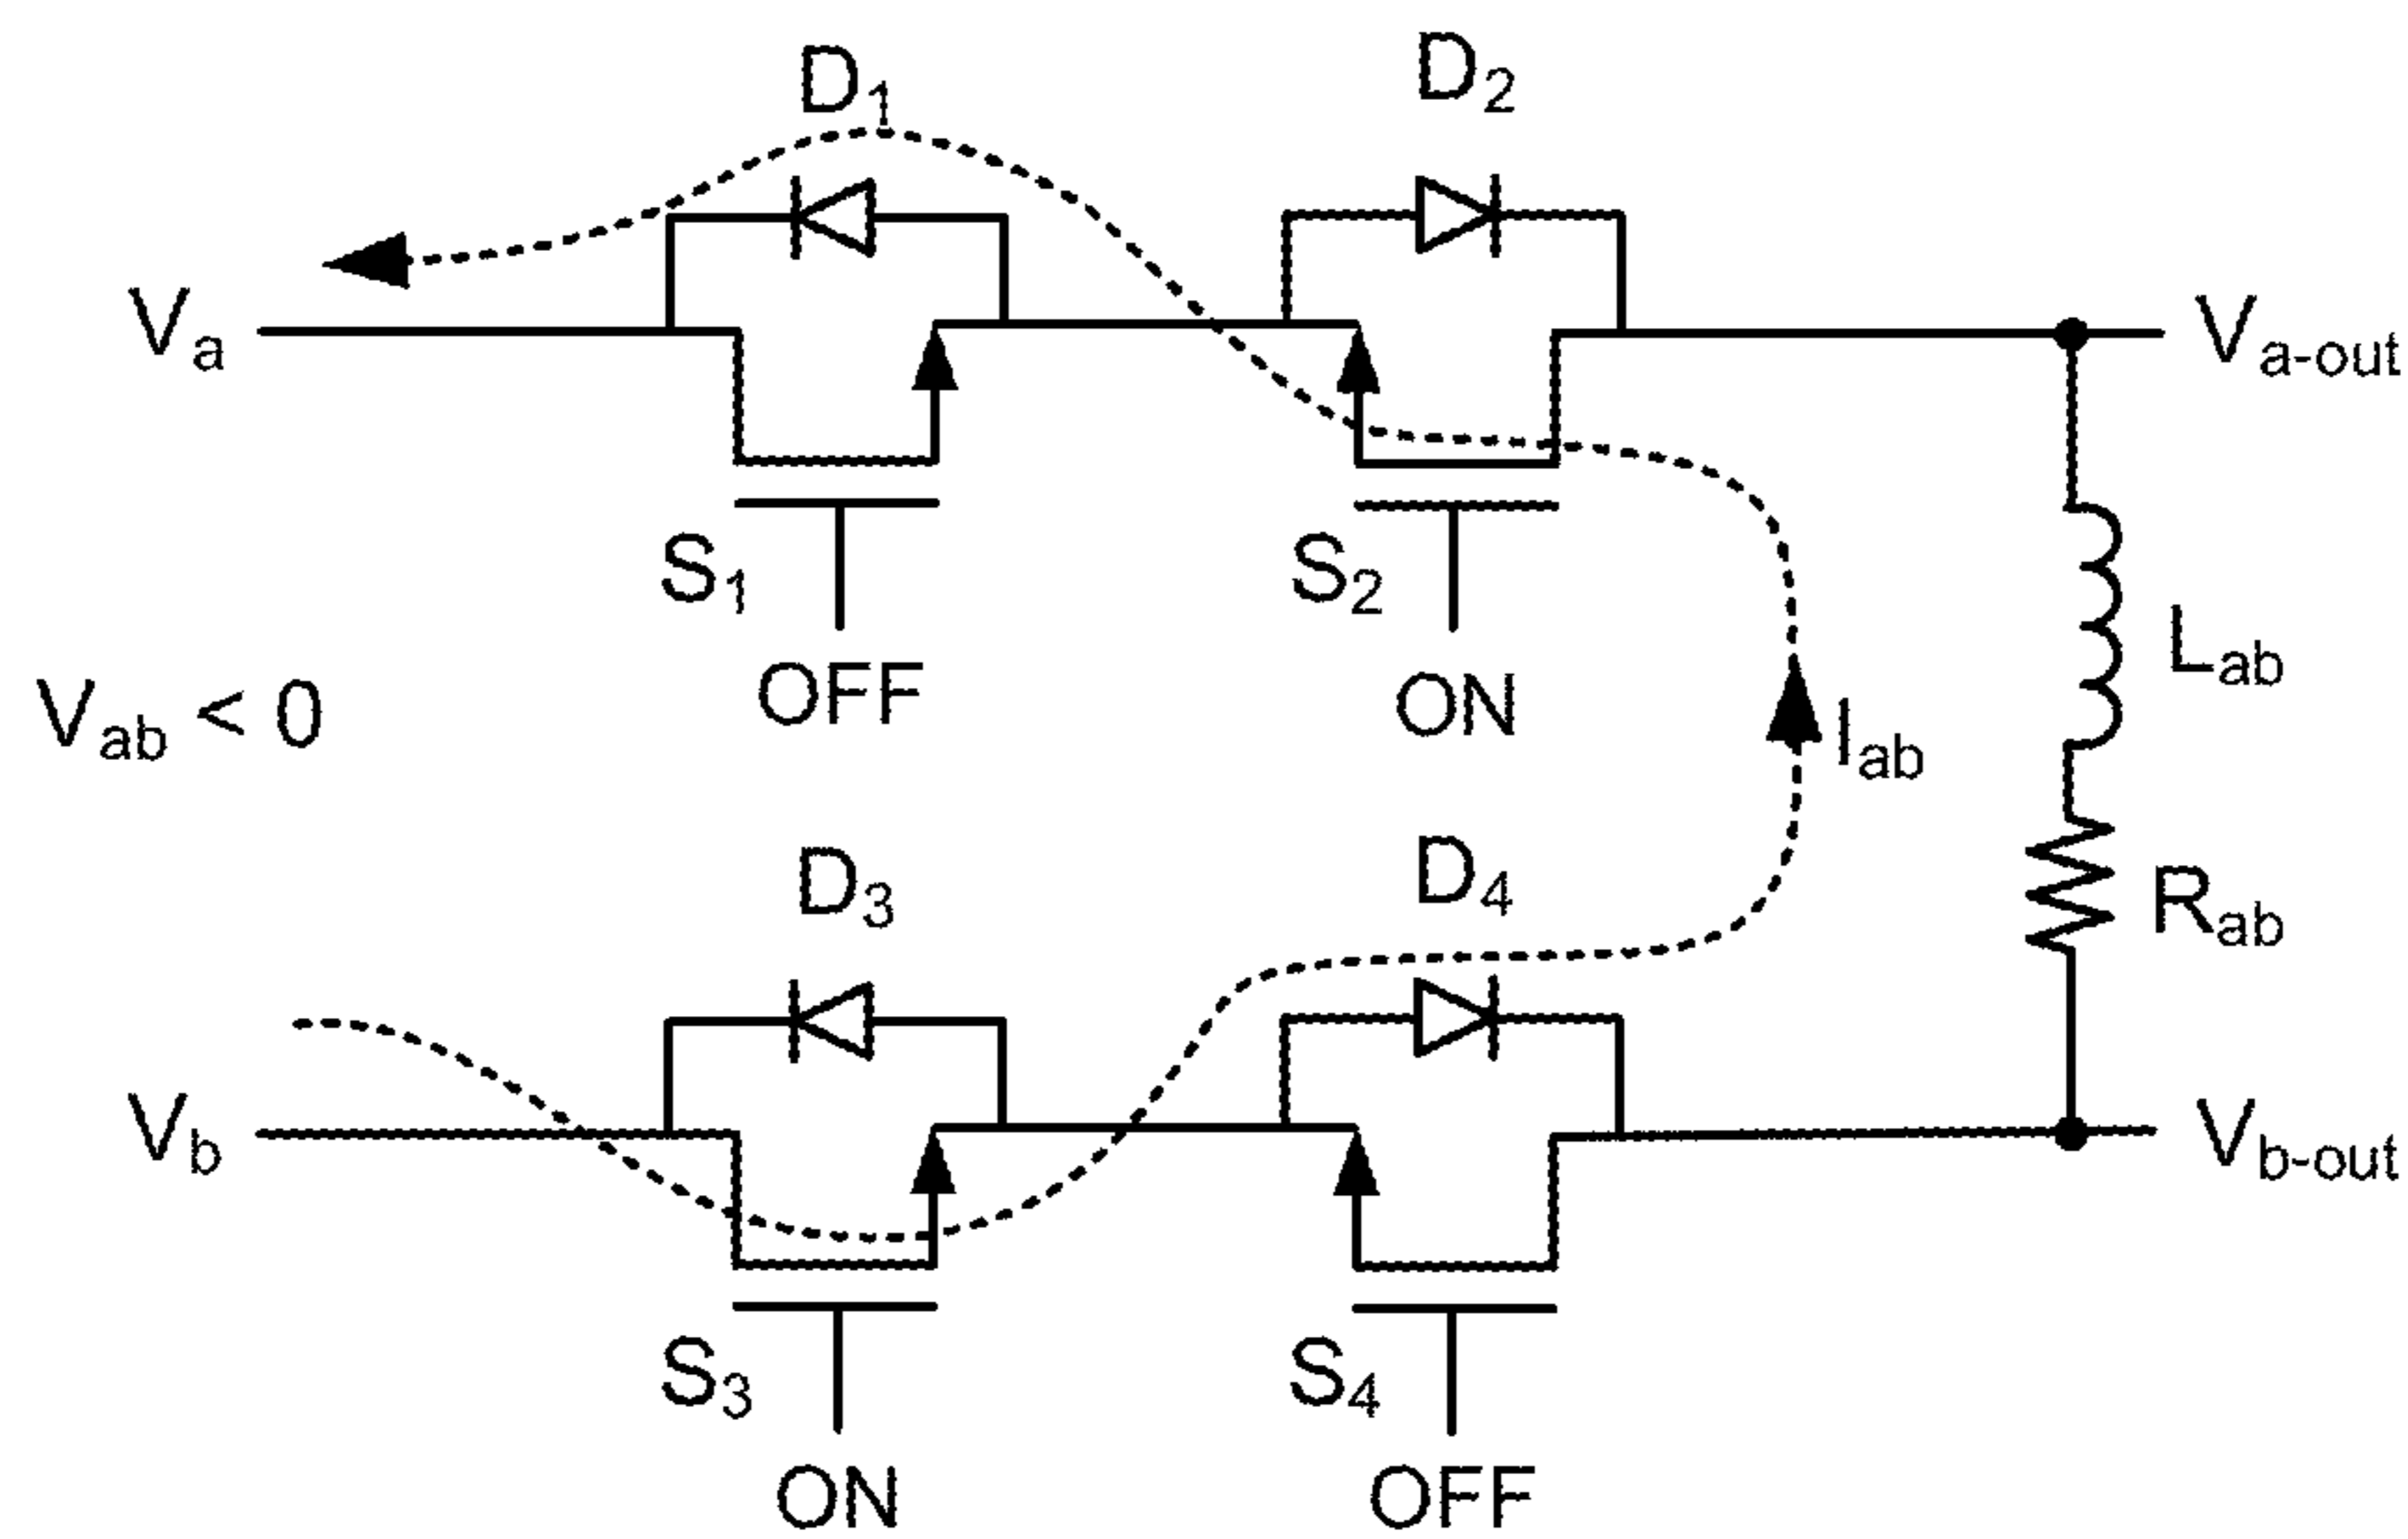 D1
D2
Va
Va-out
S1
S2
OFF
ON
Vab < 0
Lab
Iab
D3
D4
Rab
Vb
Vb-out
S3
S4
ON
OFF